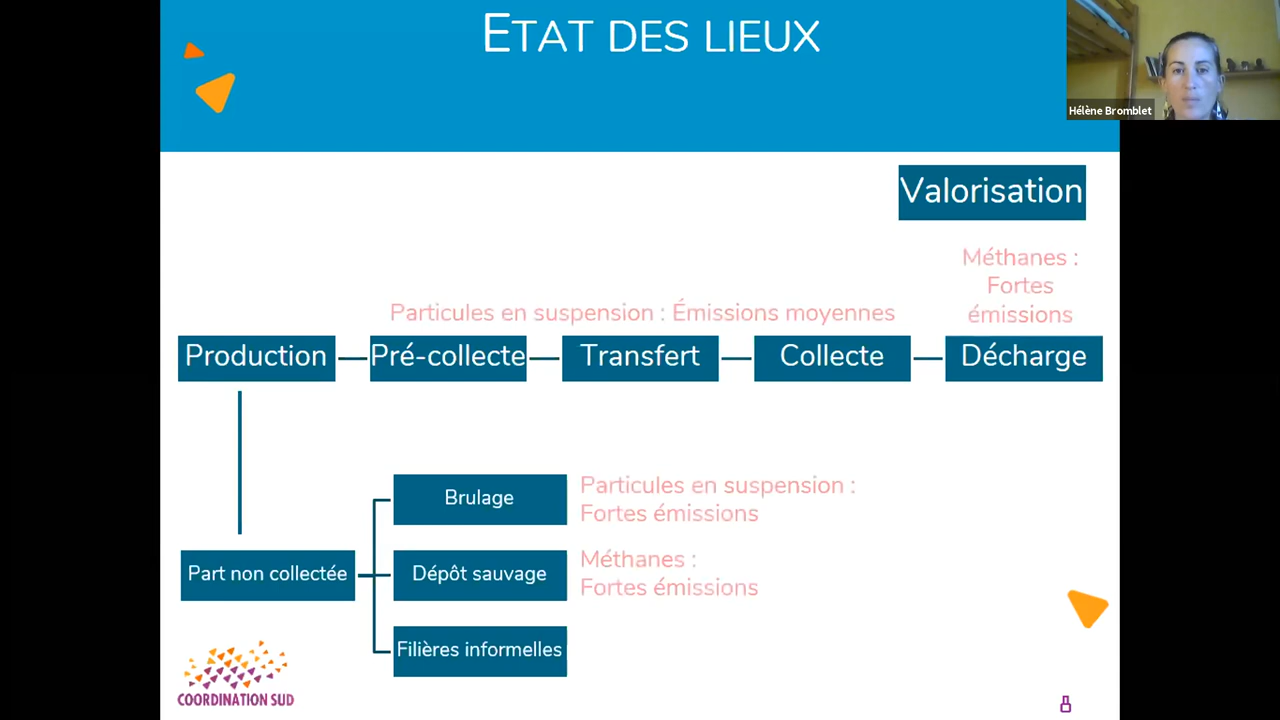 ETAT DES LIEUX
Hélène Bromblet
Valorisation
Méthanes :
Fortes
émissions
Particules en suspension : Émissions moyennes
Production
Pré-collecte
Transfert
Collecte
Décharge
Brulage
Particules en suspension :
Fortes émissions
Part non collectée
Dépôt sauvage
Méthanes :
Fortes émissions
Filières informelles
COORDINATION SUD